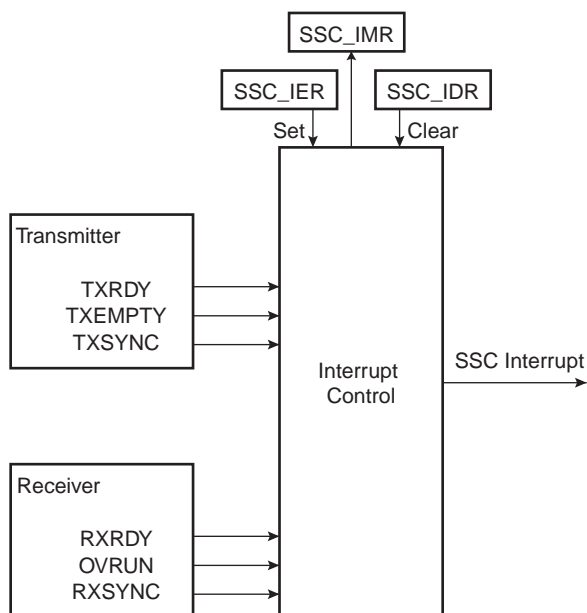 SSC_IMR
SSC_IER
SSC_IDR
Set
Clear
Transmitter
TXRDY
TXEMPTY
TXSYNC
Interrupt
Control
SSC Interrupt
Receiver
RXRDY
OVRUN
RXSYNC